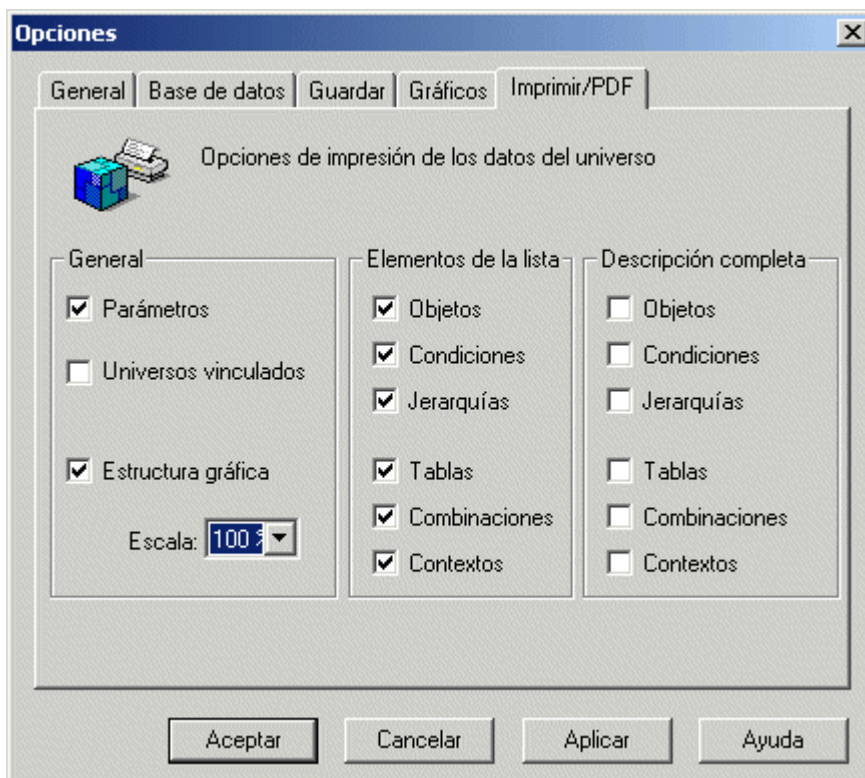 Opciones
General Base de datos Guardar Gráficos Imprimir/PDF
Opciones de impresión de los datos del universo
General
Parámetros
Universos vinculados
Estructura gráfica
Escala: 100 %
Elementos de la lista
Objetos
Condiciones
Jerarquías
Tablas
Combinaciones
Contextos
Descripción completa
Objetos
Condiciones
Jerarquías
Tablas
Combinaciones
Contextos
Aceptar Cancelar Aplicar Ayuda